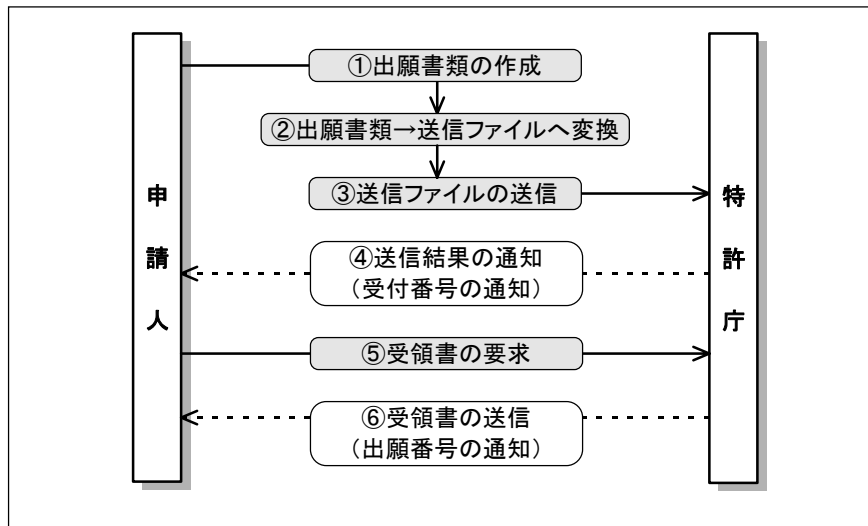 ①出願書類の作成
②出願書類→送信ファイルへ変換
③送信ファイルの送信
申請人
特許庁
④送信結果の通知
（受付番号の通知）
⑤受領書の要求
⑥受領書の送信
（出願番号の通知）